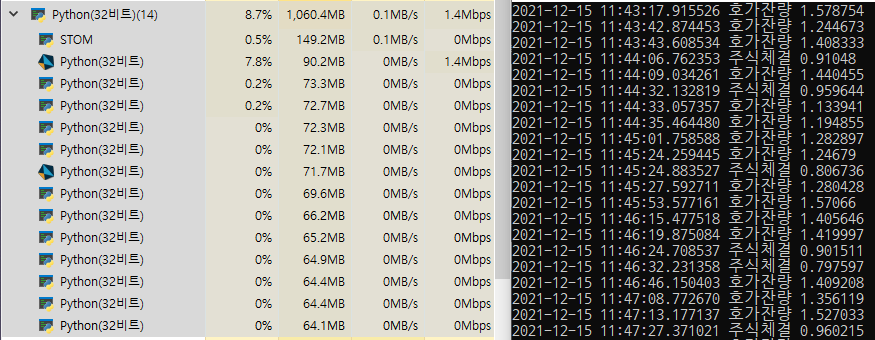 Python(32비트)(14) 8.7% 1,060.4MB 0.1MB/s 1.4Mbps
STOM 0.5% 149.2MB 0.1MB/s 0Mbps
Python(32비트) 7.8% 90.2MB 0MB/s 1.4Mbps
Python(32비트) 0.2% 73.3MB 0MB/s 0Mbps
Python(32비트) 0.2% 72.7MB 0MB/s 0Mbps
Python(32비트) 0% 72.3MB 0MB/s 0Mbps
Python(32비트) 0% 72.1MB 0MB/s 0Mbps
Python(32비트) 0% 71.7MB 0MB/s 0Mbps
Python(32비트) 0% 69.6MB 0MB/s 0Mbps
Python(32비트) 0% 66.2MB 0MB/s 0Mbps
Python(32비트) 0% 65.2MB 0MB/s 0Mbps
Python(32비트) 0% 64.9MB 0MB/s 0Mbps
Python(32비트) 0% 64.4MB 0MB/s 0Mbps
Python(32비트) 0% 64.4MB 0MB/s 0Mbps
Python(32비트) 0% 64.1MB 0MB/s 0Mbps
2021-12-15 11:43:17.915526 호가잔량 1.578754
2021-12-15 11:43:42.874453 호가잔량 1.244673
2021-12-15 11:43:43.608534 호가잔량 1.408333
2021-12-15 11:44:06.762353 주식체결 0.91048
2021-12-15 11:44:09.034261 호가잔량 1.440455
2021-12-15 11:44:32.132819 주식체결 0.959644
2021-12-15 11:44:33.057357 호가잔량 1.133941
2021-12-15 11:44:35.464480 호가잔량 1.194855
2021-12-15 11:45:01.758588 호가잔량 1.282897
2021-12-15 11:45:24.259445 호가잔량 1.24679
2021-12-15 11:45:24.883527 주식체결 0.806736
2021-12-15 11:45:27.592711 호가잔량 1.280428
2021-12-15 11:45:53.577161 호가잔량 1.57066
2021-12-15 11:46:15.477518 호가잔량 1.405646
2021-12-15 11:46:19.875084 호가잔량 1.419997
2021-12-15 11:46:24.708537 주식체결 0.901511
2021-12-15 11:46:32.231358 주식체결 0.797597
2021-12-15 11:46:46.150403 호가잔량 1.409208
2021-12-15 11:47:08.772670 호가잔량 1.356119
2021-12-15 11:47:13.177137 호가잔량 1.527033
2021-12-15 11:47:27.371021 주식체결 0.960215